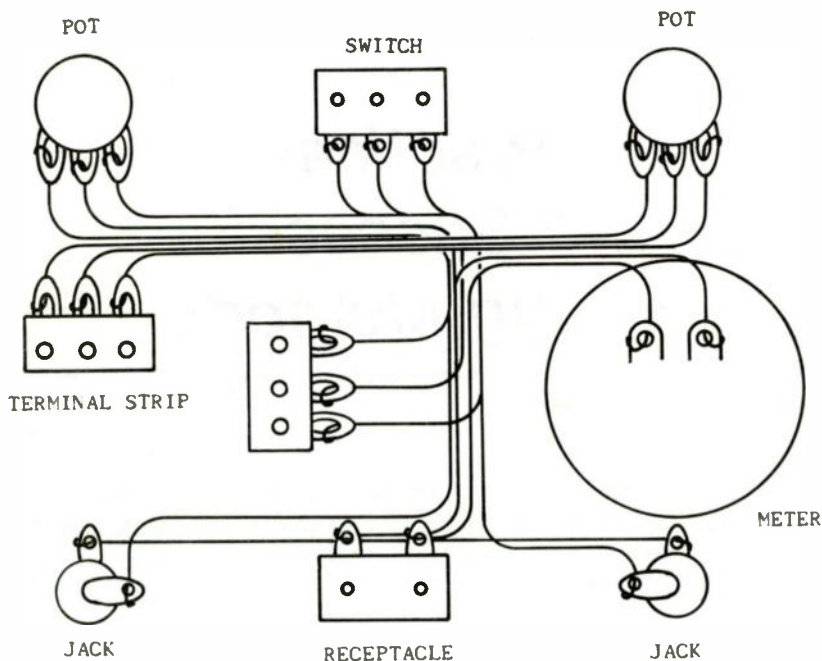 POT
SWITCH
POT
TERMINAL STRIP
METER
JACK
RECEPTACLE
JACK